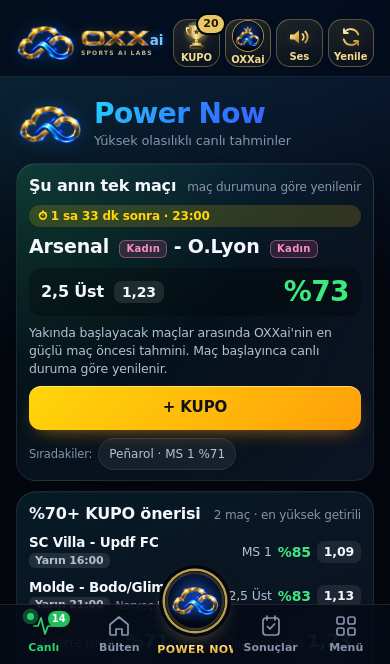 OXX ai
SPORTS AI LABS
20
KUPO
OXXai
Ses
Yenile
Power Now
Yüksek olasılıklı canlı tahminler
Şu anın tek maçı maç durumuna göre yenilenir
1 sa 33 dk sonra · 23:00
Arsenal Kadın - O.Lyon Kadın
2,5 Üst 1,23 %73
Yakında başlayacak maçlar arasında OXXai'nin en
güçlü maç öncesi tahmini. Maç başlayınca canlı
duruma göre yenilenir.
+ KUPO
Sıradakiler: Peñarol · MS 1 %71
%70+ KUPO önerisi 2 maç · en yüksek getirili
SC Villa - Updf FC MS 1 %85 1,09
Yarın 16:00
Molde - Bodo/Glim 2,5 Üst %83 1,13
Yarın 21:00
14
Canlı
Bülten
POWER NOW
Sonuçlar
Menü